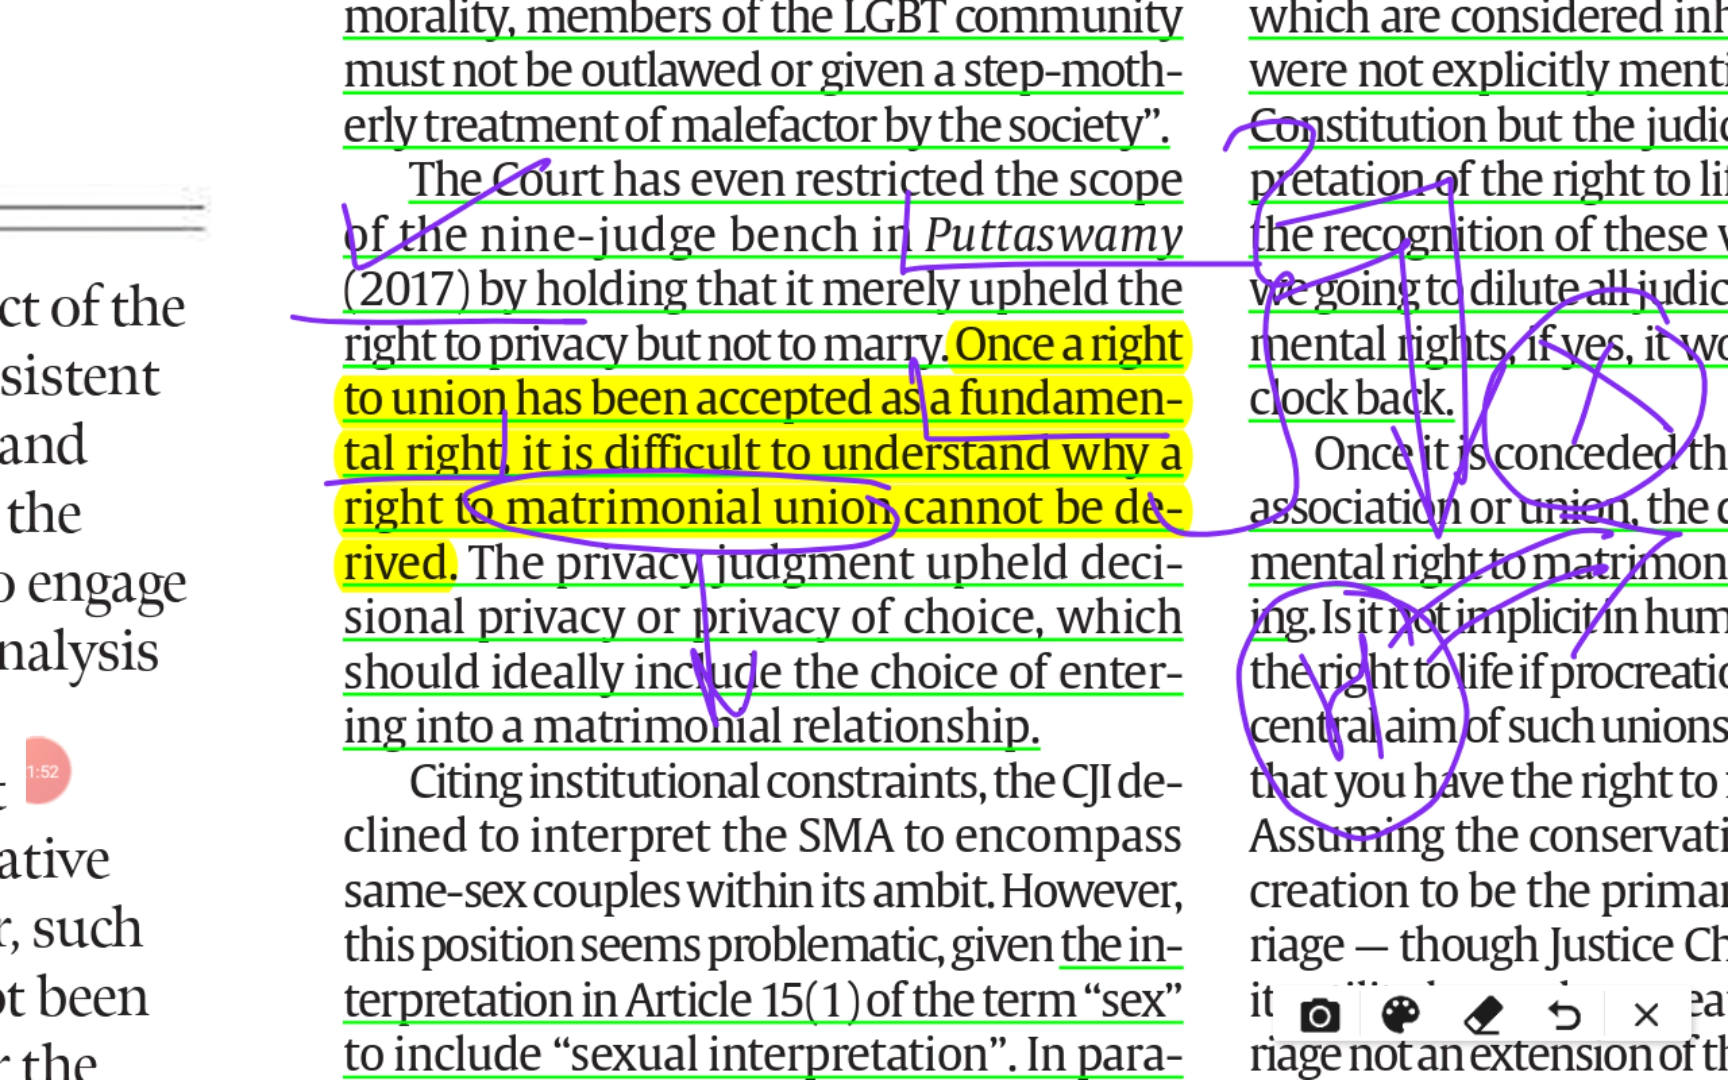 ct of the
sistent
and
the
o engage
nalysis
1:52
t
ative
r, such
ot been
r the
morality, members of the LGBT community
must not be outlawed or given a step-moth-
erly treatment of malefactor by the society”.
The Court has even restricted the scope
of the nine-judge bench in Puttaswamy
(2017) by holding that it merely upheld the
right to privacy but not to marry. Once a right
to union has been accepted as a fundamen-
tal right, it is difficult to understand why a
right to matrimonial union cannot be de-
rived. The privacy judgment upheld deci-
sional privacy or privacy of choice, which
should ideally include the choice of enter-
ing into a matrimonial relationship.
Citing institutional constraints, the CJI de-
clined to interpret the SMA to encompass
same-sex couples within its ambit. However,
this position seems problematic, given the in-
terpretation in Article 15(1) of the term “sex”
to include “sexual interpretation”. In para-
which are considered inh
were not explicitly menti
Constitution but the judic
pretation of the right to lif
the recognition of these v
we going to dilute all judic
mental rights, if yes, it wo
clock back.
Once it is conceded th
association or union, the c
mental right to matrimon
ing. Is it not implicit in hum
the right to life if procreatio
central aim of such unions
that you have the right to
Assuming the conservati
creation to be the primar
riage — though Justice Ch
it
riage not an extension of th